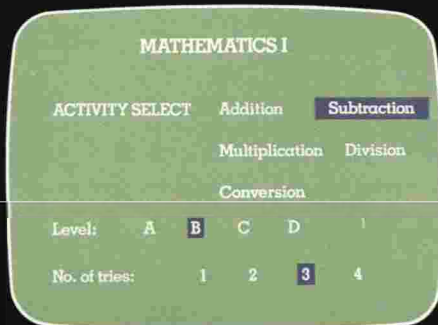 MATHEMATICS I
ACTIVITY SELECT Addition Subtraction
Multiplication Division
Conversion
Level: A B C D
No. of tries: 1 2 3 4